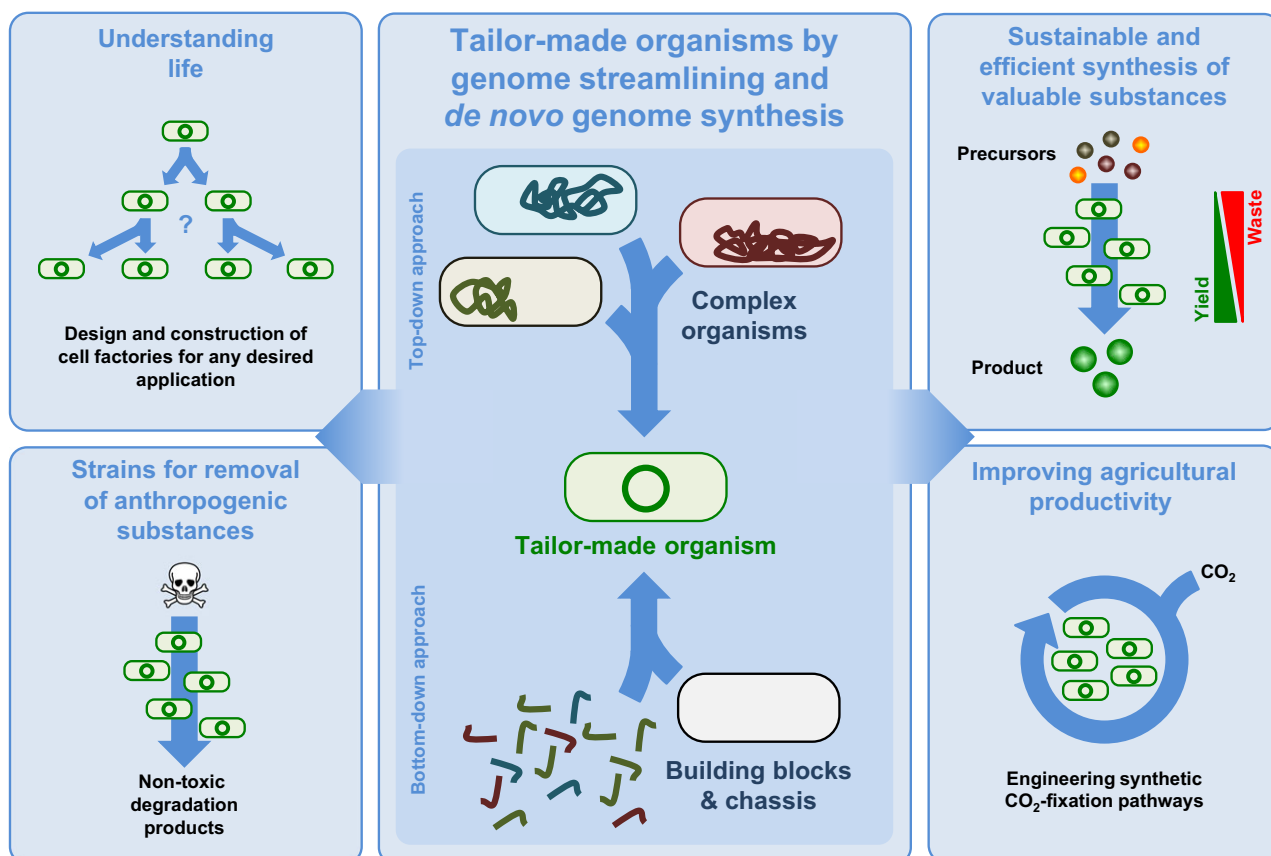 Understanding
life
?
Design and construction of
cell factories for any desired
application
Strains for removal
of anthropogenic
substances
Non-toxic
degradation
products
Tailor-made organisms by
genome streamlining and
de novo genome synthesis
Top-down approach
Complex
organisms
Tailor-made organism
Bottom-down approach
Building blocks
& chassis
Sustainable and
efficient synthesis of
valuable substances
Precursors
Yield
Waste
Product
Improving agricultural
productivity
CO₂
Engineering synthetic
CO₂-fixation pathways